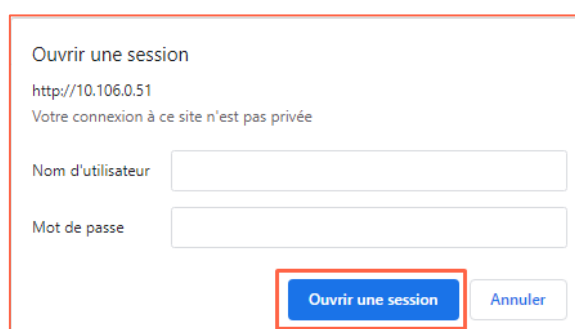 Ouvrir une session
http://10.106.0.51
Votre connexion à ce site n'est pas privée
Nom d'utilisateur
Mot de passe
Ouvrir une session Annuler